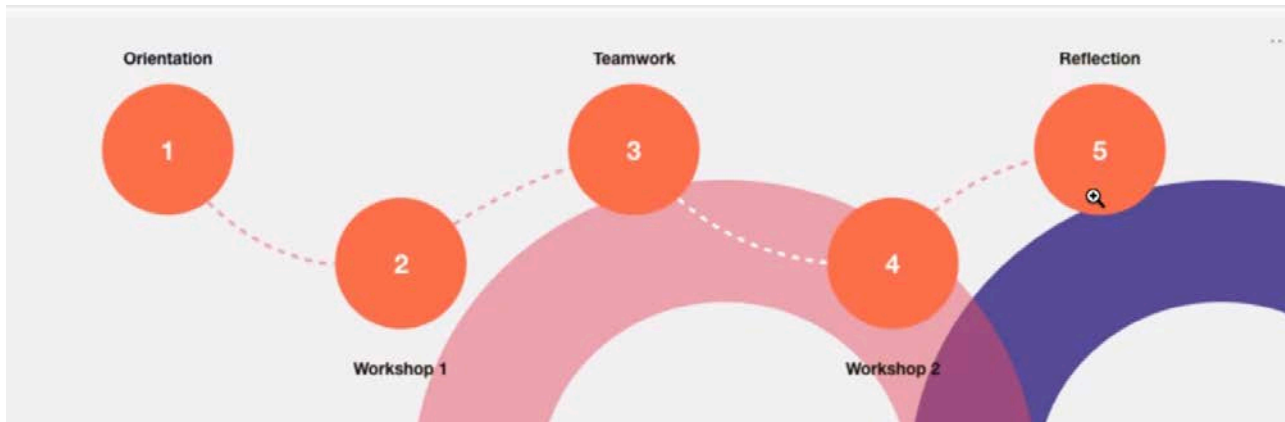 Orientation
Teamwork
Reflection
1
3
5
2
4
Workshop 1
Workshop 2